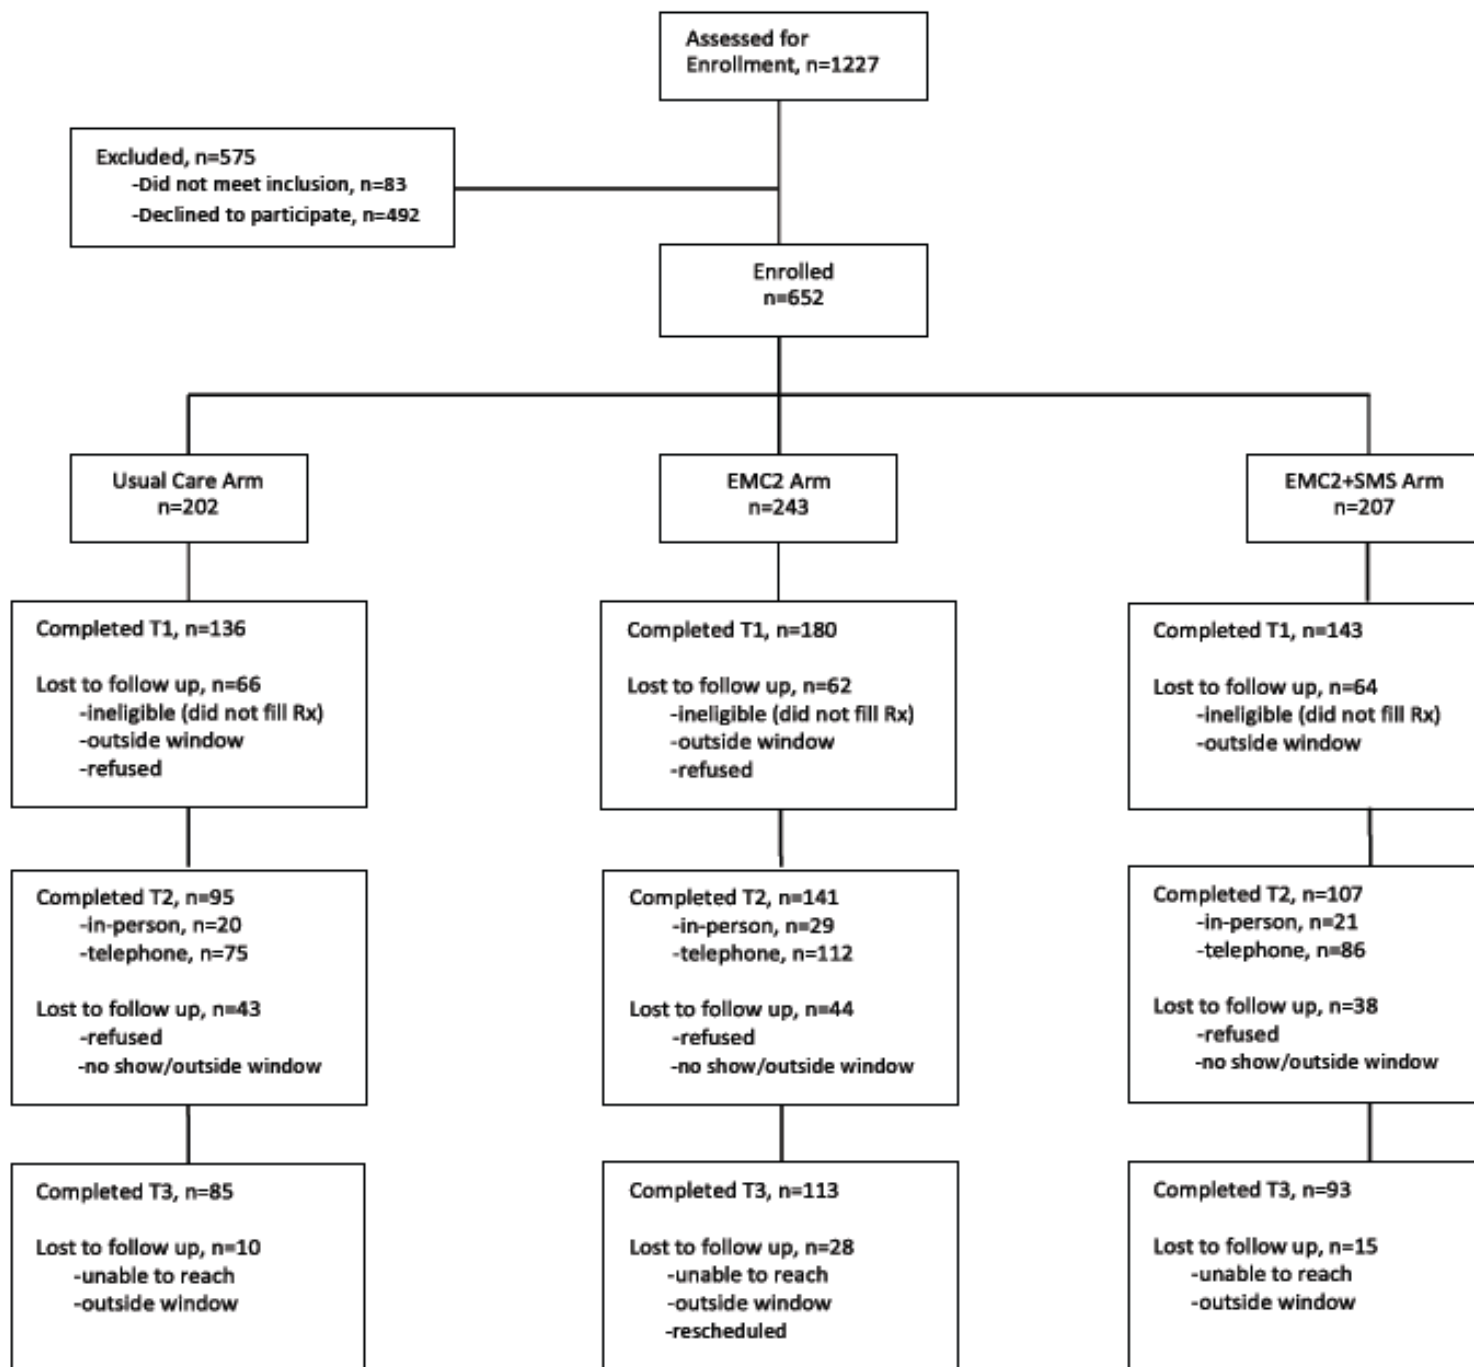 Assessed for
Enrollment, n=1227
Excluded, n=575
-Did not meet inclusion, n=83
-Declined to participate, n=492
Enrolled
n=652
Usual Care Arm
n=202
EMC2 Arm
n=243
EMC2+SMS Arm
n=207
Completed T1, n=136
Lost to follow up, n=66
-ineligible (did not fill Rx)
-outside window
-refused
Completed T1, n=180
Lost to follow up, n=62
-ineligible (did not fill Rx)
-outside window
-refused
Completed T1, n=143
Lost to follow up, n=64
-ineligible (did not fill Rx)
-outside window
Completed T2, n=95
-in-person, n=20
-telephone, n=75
Lost to follow up, n=43
-refused
-no show/outside window
Completed T2, n=141
-in-person, n=29
-telephone, n=112
Lost to follow up, n=44
-refused
-no show/outside window
Completed T2, n=107
-in-person, n=21
-telephone, n=86
Lost to follow up, n=38
-refused
-no show/outside window
Completed T3, n=85
Lost to follow up, n=10
-unable to reach
-outside window
Completed T3, n=113
Lost to follow up, n=28
-unable to reach
-outside window
-rescheduled
Completed T3, n=93
Lost to follow up, n=15
-unable to reach
-outside window